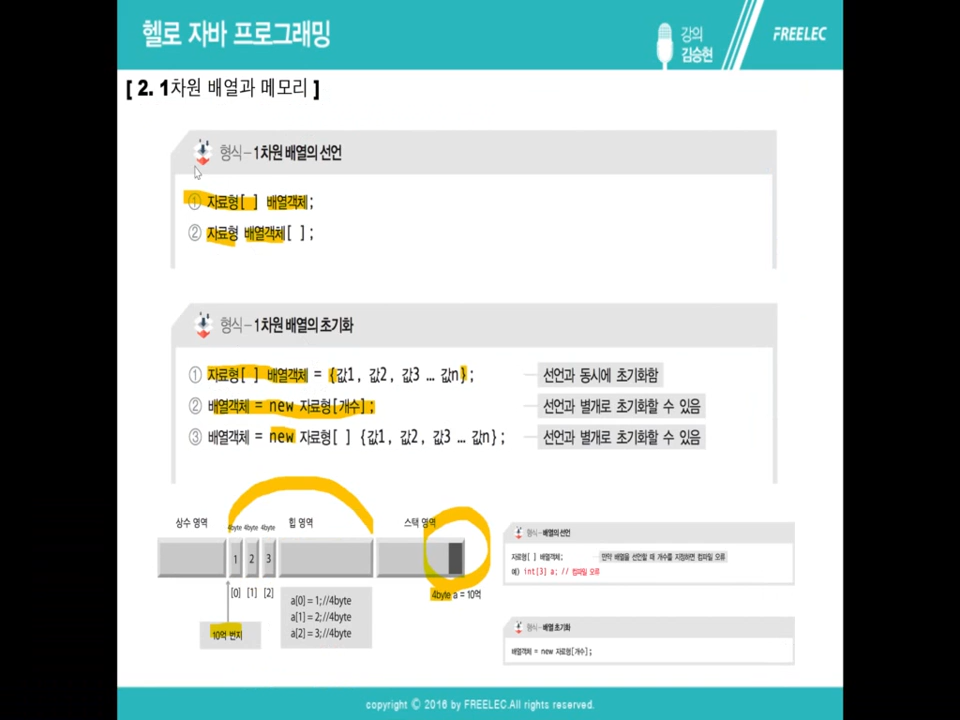 헬로 자바 프로그래밍
강의
김승현
FREELEC
[ 2. 1차원 배열과 메모리 ]
형식 – 1차원 배열의 선언
① 자료형[ ] 배열객체;
② 자료형 배열객체[ ];
형식 – 1차원 배열의 초기화
① 자료형[ ] 배열객체 = {값1, 값2, 값3 … 값n};
선언과 동시에 초기화함
② 배열객체 = new 자료형[개수];
선언과 별개로 초기화할 수 있음
③ 배열객체 = new 자료형[ ] {값1, 값2, 값3 … 값n};
선언과 별개로 초기화할 수 있음
상수 영역
4byte 4byte 4byte
힙 영역
스택 영역
1 2 3
[0] [1] [2]
4byte a = 10억
10억 번지
a[0] = 1;//4byte
a[1] = 2;//4byte
a[2] = 3;//4byte
형식 – 배열의 선언
자료형[ ] 배열객체;
만약 배열을 선언할 때 개수를 지정하면 컴파일 오류
예) int[3] a; // 컴파일 오류
형식 – 배열 초기화
배열객체 = new 자료형[개수];
copyright © 2016 by FREELEC.All rights reserved.